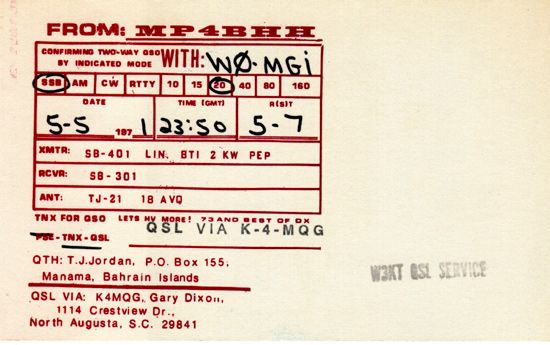 FROM: MP4BHH
CONFIRMING TWO-WAY QSO WITH: WØ·MGi
BY INDICATED MODE
SSB AM CW RTTY 10 15 20 40 80 160
DATE TIME (GMT) R(S)T
5-5 1971 23:50 5-7
XMTR: SB-401 LIN. BTI 2 KW PEP
RCVR: SB-301
ANT: TJ-21 18 AVQ
TNX FOR QSO LETS HV MORE! 73 AND BEST OF DX
QSL VIA K-4-MQG
PSE-TNX-QSL
QTH: T.J.Jordan, P.O. Box 155,
Manama, Bahrain Islands
W3KT QSL SERVICE
QSL VIA: K4MQG, Gary Dixon,
1114 Crestview Dr.,
North Augusta, S.C. 29841